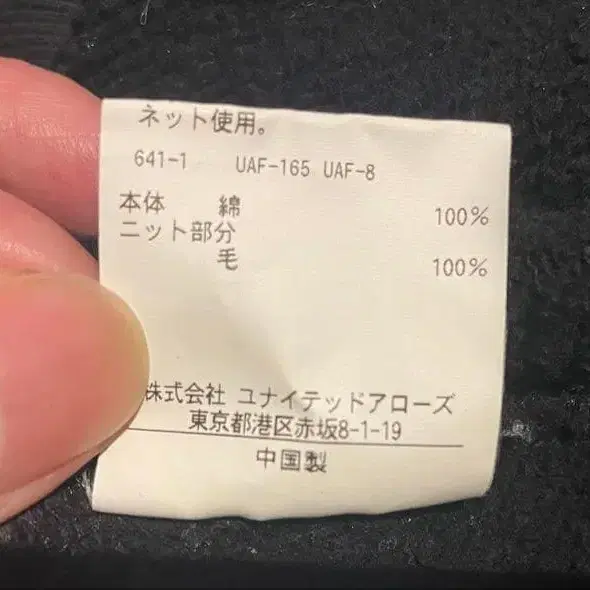 ネット使用。
641-1 UAF-165 UAF-8
本体 綿 100%
ニット部分
毛 100%
株式会社 ユナイテッドアローズ
東京都港区赤坂8-1-19
中国製